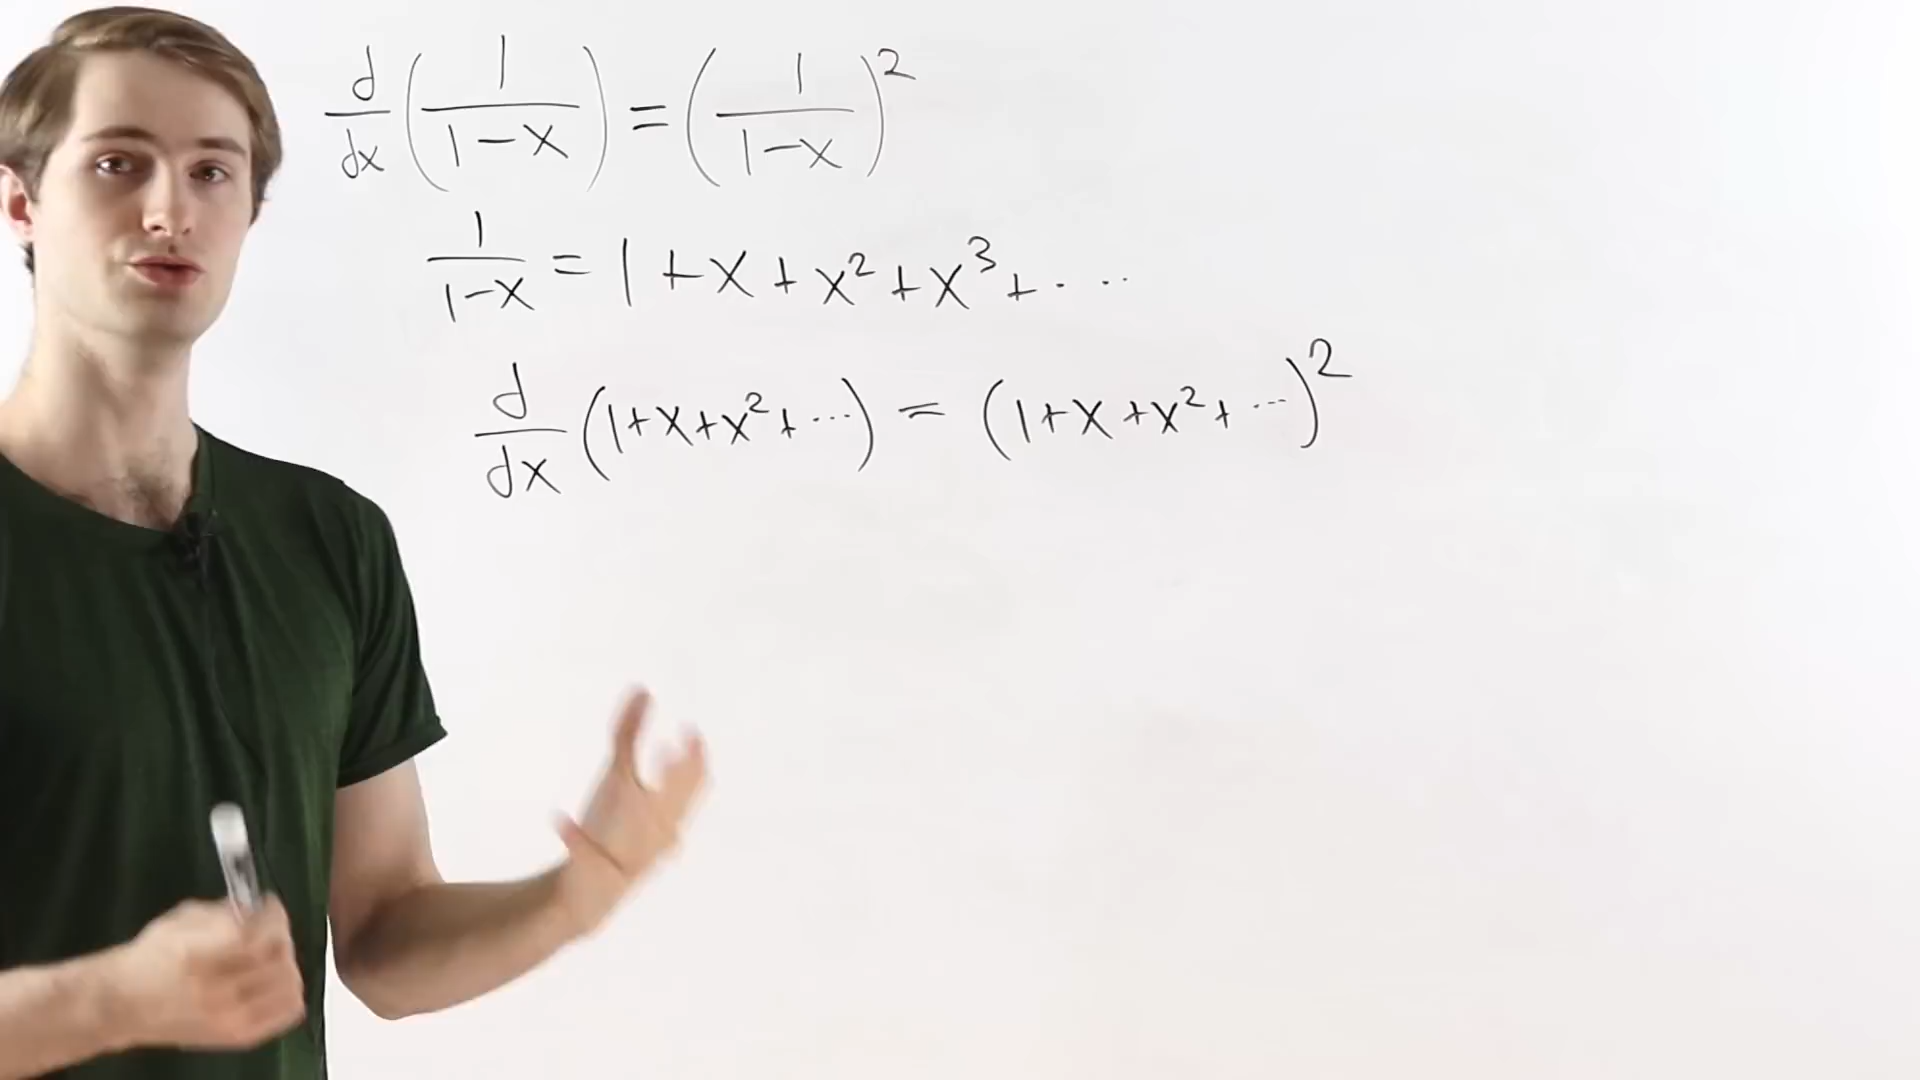 d/dx (1/(1-x)) = (1/(1-x))²
1/(1-x) = 1 + x + x² + x³ + ....
d/dx (1+x+x²+...) = (1+x+x²+...)²